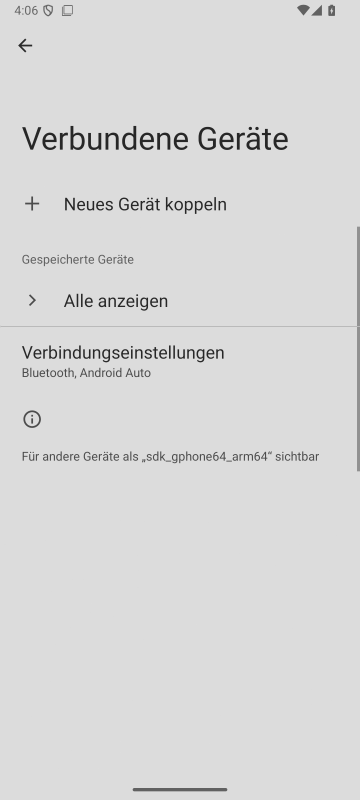 4:06
Verbundene Geräte
Neues Gerät koppeln
Gespeicherte Geräte
Alle anzeigen
Verbindungseinstellungen
Bluetooth, Android Auto
Für andere Geräte als „sdk_gphone64_arm64“ sichtbar